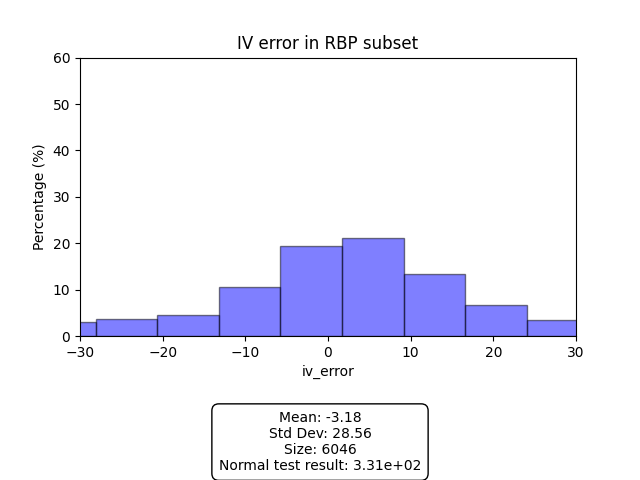 IV error in RBP subset
60
50
40
30
20
10
0
Percentage (%)
−30
−20
−10
0
10
20
30
iv_error
Mean: -3.18
Std Dev: 28.56
Size: 6046
Normal test result: 3.31e+02